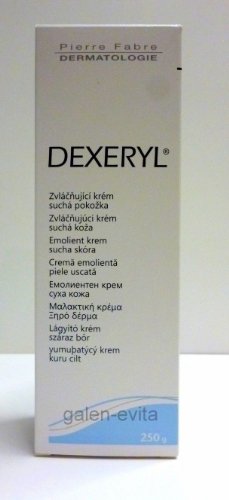 Pierre Fabre
DERMATOLOGIE
DEXERYL®
Zvláčňující krém
suchá pokožka
Zvláčňujúci krém
suchá koža
Emolient krem
sucha skóra
Cremă emolientă
piele uscată
Емолиентен крем
суха кожа
Μαλακτική κρέμα
Ξηρό δέρμα
Lágyító krém
száraz bőr
yumuşatıcı krem
kuru cilt
galen-evita
250 g